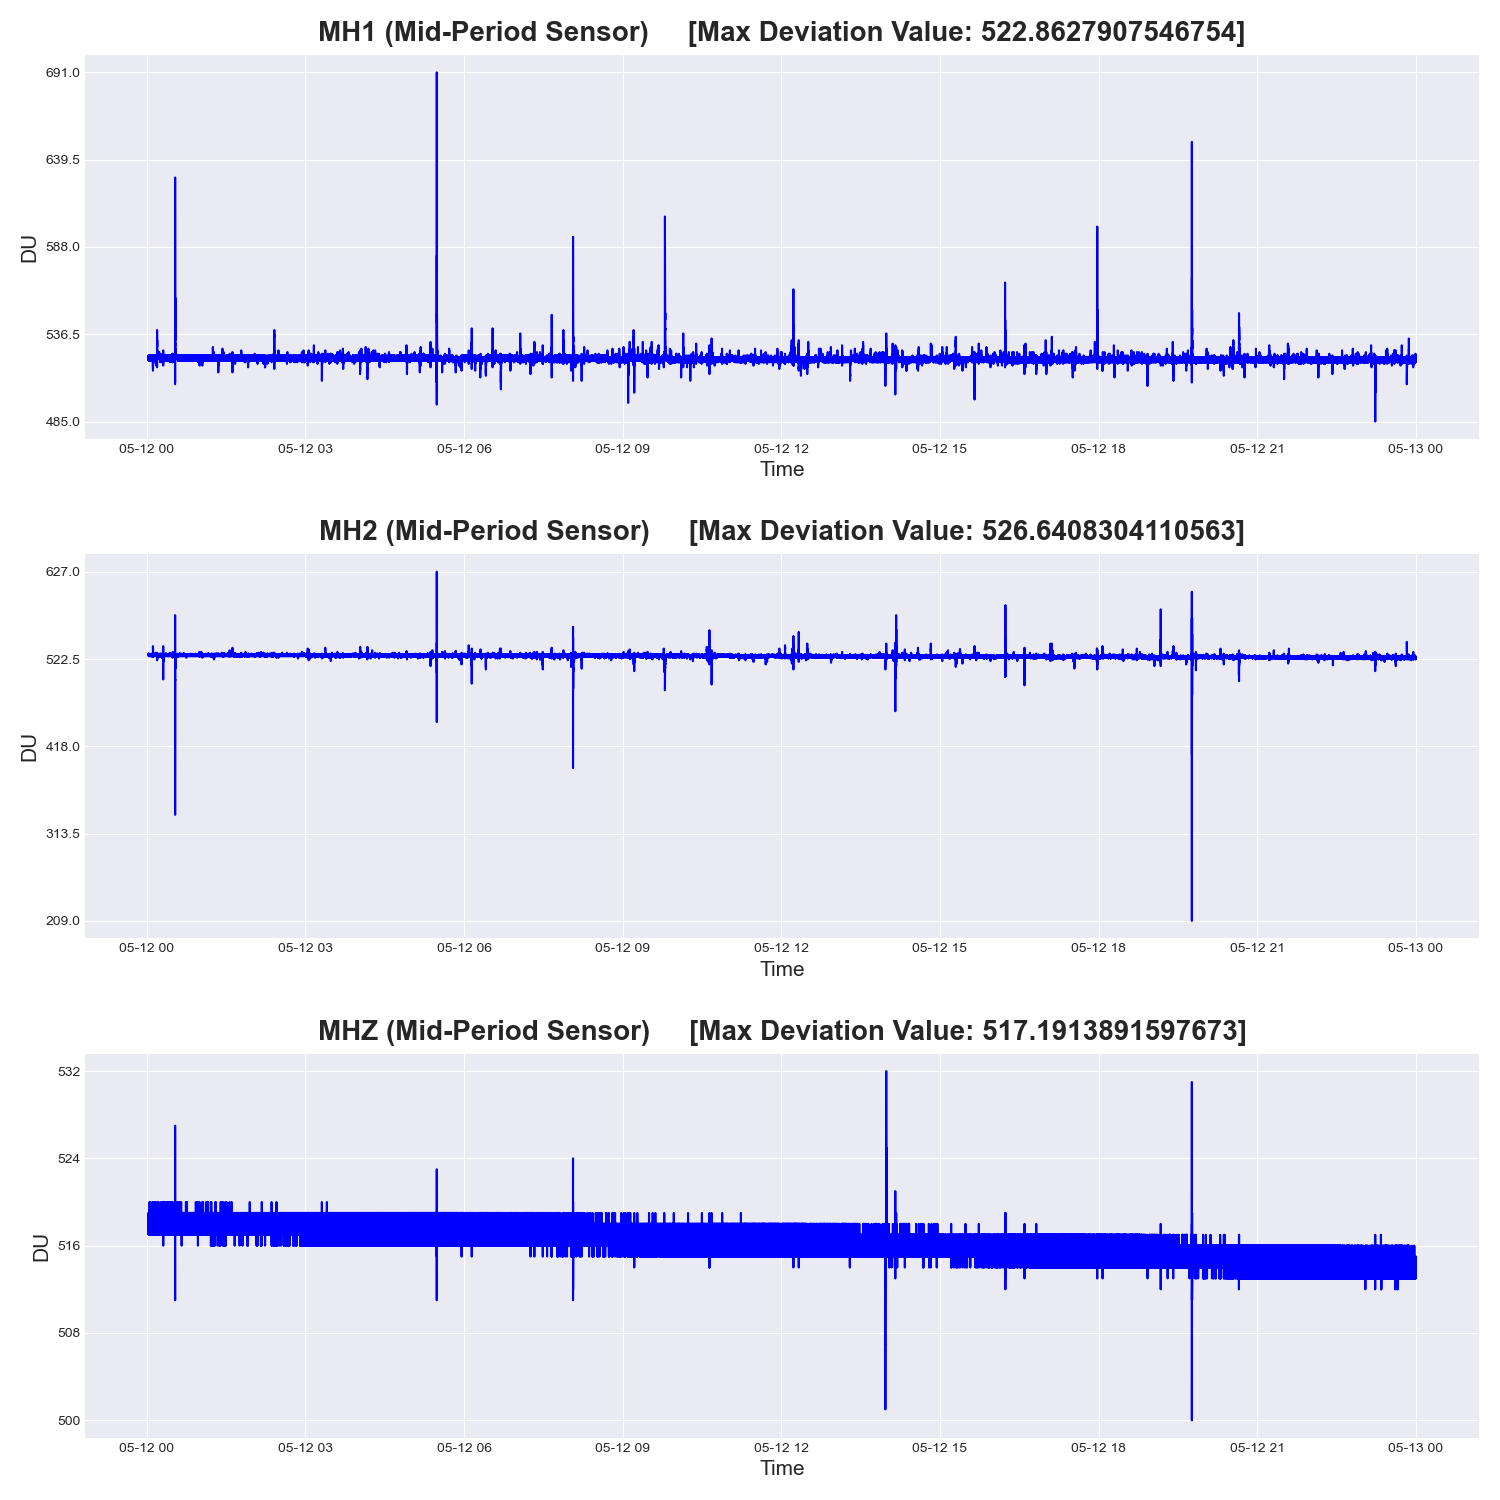 MH1 (Mid-Period Sensor) [Max Deviation Value: 522.8627907546754]
691.0
639.5
588.0
536.5
485.0
DU
05-12 00 05-12 03 05-12 06 05-12 09 05-12 12 05-12 15 05-12 18 05-12 21 05-13 00
Time
MH2 (Mid-Period Sensor) [Max Deviation Value: 526.6408304110563]
627.0
522.5
418.0
313.5
209.0
DU
05-12 00 05-12 03 05-12 06 05-12 09 05-12 12 05-12 15 05-12 18 05-12 21 05-13 00
Time
MHZ (Mid-Period Sensor) [Max Deviation Value: 517.1913891597673]
532
524
516
508
500
DU
05-12 00 05-12 03 05-12 06 05-12 09 05-12 12 05-12 15 05-12 18 05-12 21 05-13 00
Time